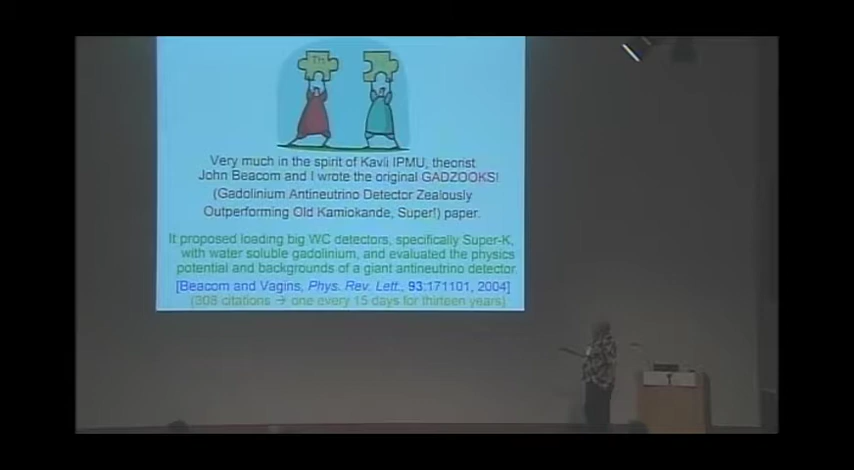 TH
Very much in the spirit of Kavli IPMU, theorist
John Beacom and I wrote the original GADZOOKS!
(Gadolinium Antineutrino Detector Zealously
Outperforming Old Kamiokande, Super!) paper.
It proposed loading big WC detectors, specifically Super-K,
with water soluble gadolinium, and evaluated the physics
potential and backgrounds of a giant antineutrino detector.
[Beacom and Vagins, Phys. Rev. Lett., 93:171101, 2004]
(308 citations → one every 15 days for thirteen years)